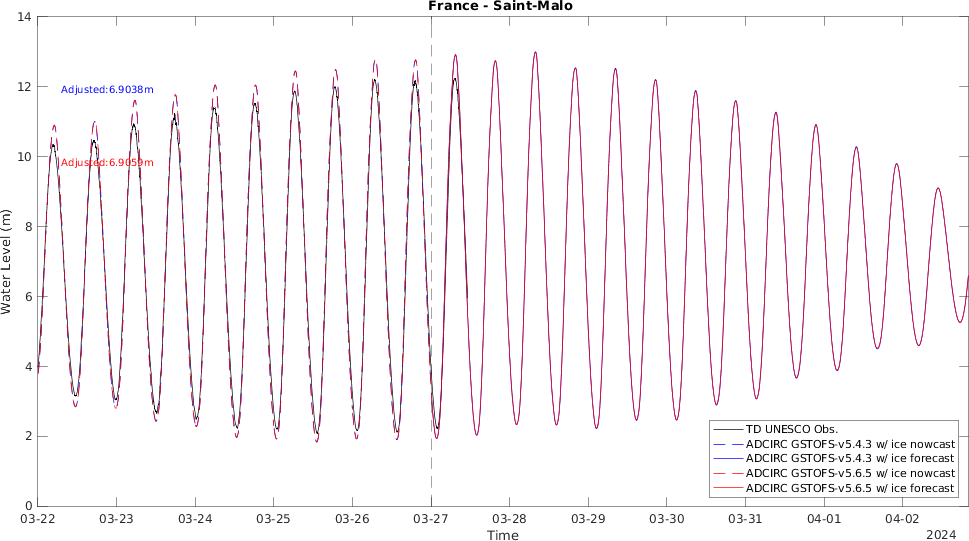 France - Saint-Malo
14
12
10
8
6
4
2
0
Water Level (m)
Adjusted:6.9038m
Adjusted:6.9059m
TD UNESCO Obs.
ADCIRC GSTOFS-v5.4.3 w/ ice nowcast
ADCIRC GSTOFS-v5.4.3 w/ ice forecast
ADCIRC GSTOFS-v5.6.5 w/ ice nowcast
ADCIRC GSTOFS-v5.6.5 w/ ice forecast
03-22 03-23 03-24 03-25 03-26 03-27 03-28 03-29 03-30 03-31 04-01 04-02
Time
2024